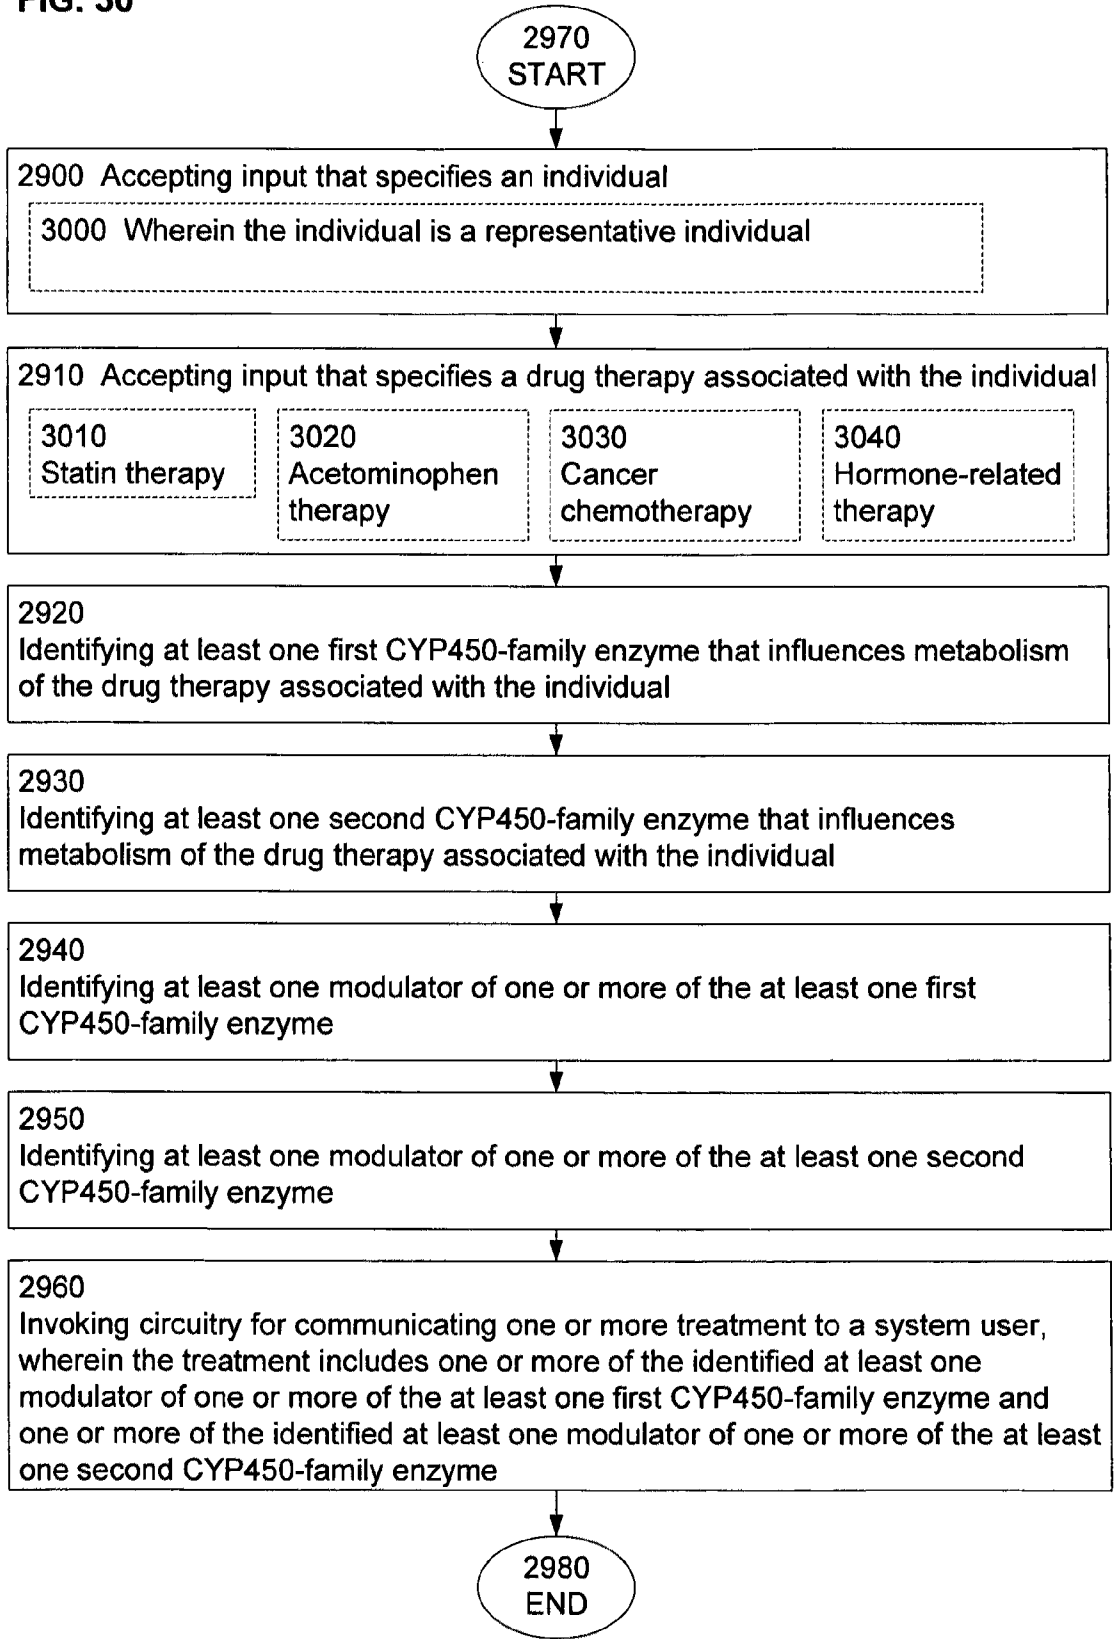 FIG. 30
2970
START
2900 Accepting input that specifies an individual
3000 Wherein the individual is a representative individual
2910 Accepting input that specifies a drug therapy associated with the individual
3010
Statin therapy
3020
Acetominophen
therapy
3030
Cancer
chemotherapy
3040
Hormone-related
therapy
2920
Identifying at least one first CYP450-family enzyme that influences metabolism
of the drug therapy associated with the individual
2930
Identifying at least one second CYP450-family enzyme that influences
metabolism of the drug therapy associated with the individual
2940
Identifying at least one modulator of one or more of the at least one first
CYP450-family enzyme
2950
Identifying at least one modulator of one or more of the at least one second
CYP450-family enzyme
2960
Invoking circuitry for communicating one or more treatment to a system user,
wherein the treatment includes one or more of the identified at least one
modulator of one or more of the at least one first CYP450-family enzyme and
one or more of the identified at least one modulator of one or more of the at least
one second CYP450-family enzyme
2980
END